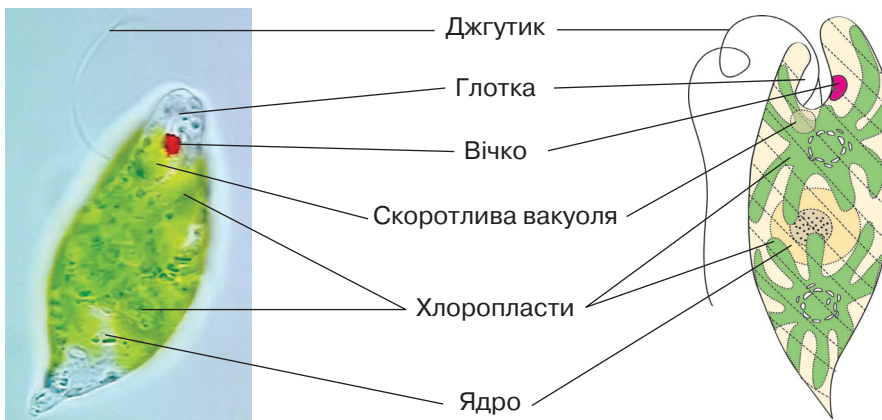 Джгутик
Глотка
Вічко
Скоротлива вакуоля
Хлоропласти
Ядро